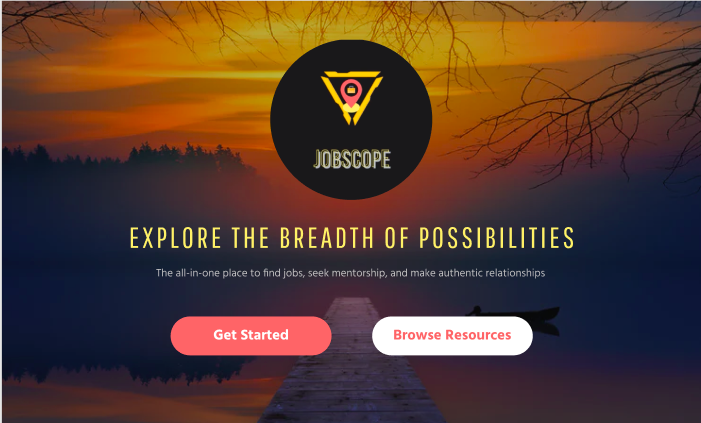 JOBSCOPE
EXPLORE THE BREADTH OF POSSIBILITIES
The all-in-one place to find jobs, seek mentorship, and make authentic relationships
Get Started
Browse Resources